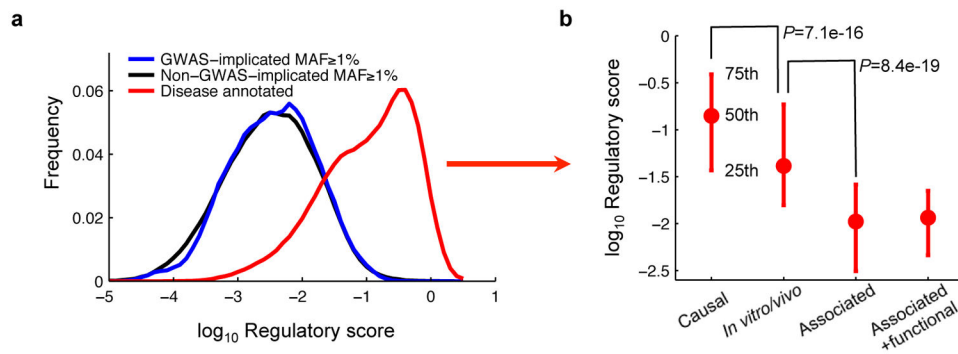 a
GWAS−implicated MAF≥1%
Non−GWAS−implicated MAF≥1%
Disease annotated
Frequency
0.06
0.04
0.02
0
−5
−4
−3
−2
−1
0
1
log10 Regulatory score
b
log10 Regulatory score
0
−0.5
−1
−1.5
−2
−2.5
P=7.1e-16
P=8.4e-19
75th
50th
25th
Causal
In vitro/vivo
Associated
Associated
+functional